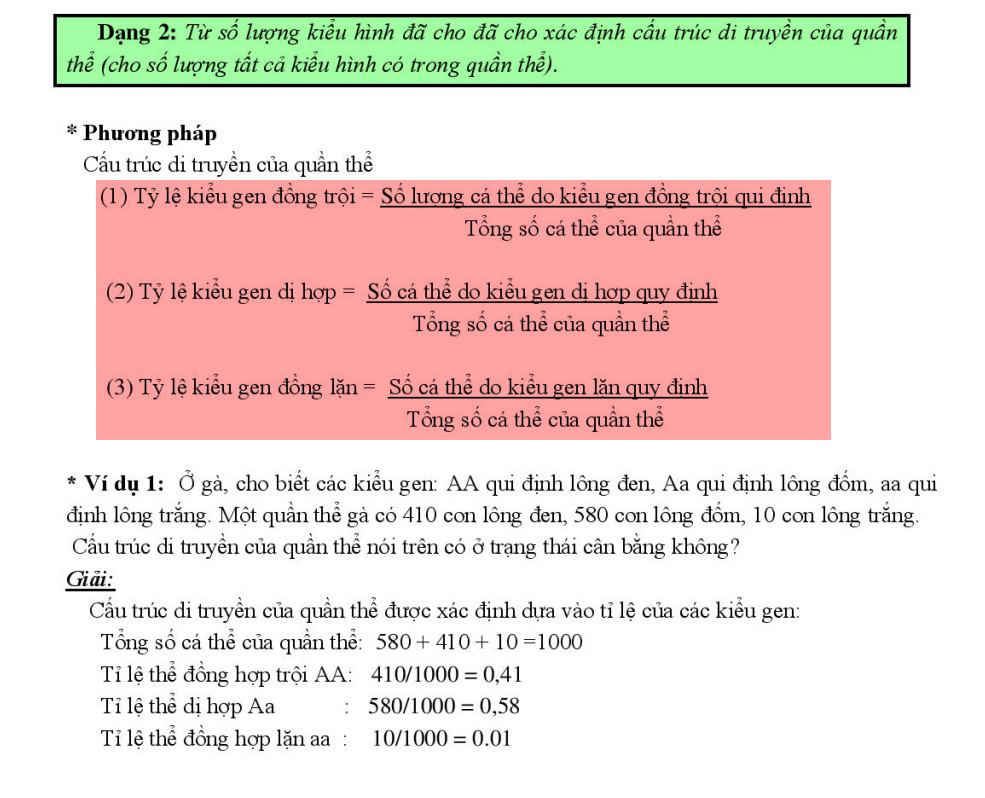 Dạng 2: Từ số lượng kiểu hình đã cho đã cho xác định cấu trúc di truyền của quần
thể (cho số lượng tất cả kiểu hình có trong quần thể).
* Phương pháp
Cấu trúc di truyền của quần thể
(1) Tỷ lệ kiểu gen đồng trội = Số lượng cá thể do kiểu gen đồng trội qui định
Tổng số cá thể của quần thể
(2) Tỷ lệ kiểu gen dị hợp = Số cá thể do kiểu gen dị hợp quy định
Tổng số cá thể của quần thể
(3) Tỷ lệ kiểu gen đồng lặn = Số cá thể do kiểu gen lặn quy định
Tổng số cá thể của quần thể
* Ví dụ 1: Ở gà, cho biết các kiểu gen: AA qui định lông đen, Aa qui định lông đốm, aa qui
định lông trắng. Một quần thể gà có 410 con lông đen, 580 con lông đốm, 10 con lông trắng.
Cấu trúc di truyền của quần thể nói trên có ở trạng thái cân bằng không?
Giải:
Cấu trúc di truyền của quần thể được xác định dựa vào tỉ lệ của các kiểu gen:
Tổng số cá thể của quần thể: 580 + 410 + 10 =1000
Tỉ lệ thể đồng hợp trội AA: 410/1000 = 0,41
Tỉ lệ thể dị hợp Aa : 580/1000 = 0,58
Tỉ lệ thể đồng hợp lặn aa : 10/1000 = 0.01